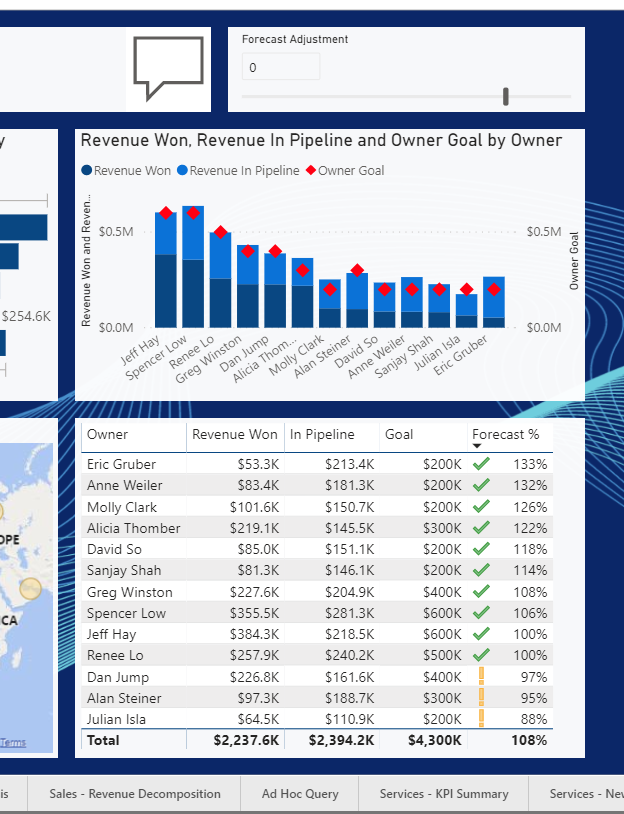 Forecast Adjustment
0
y
$254.6K
Revenue Won, Revenue In Pipeline and Owner Goal by Owner
Revenue Won Revenue In Pipeline Owner Goal
Revenue Won and Reven...
$0.5M
$0.0M
$0.5M
$0.0M
Owner Goal
Jeff Hay
Spencer Low
Renee Lo
Greg Winston
Dan Jump
Alicia Thom...
Molly Clark
Alan Steiner
David So
Anne Weiler
Sanjay Shah
Julian Isla
Eric Gruber
OPE
ICA
Terms
Owner Revenue Won In Pipeline Goal Forecast %
Eric Gruber $53.3K $213.4K $200K 133%
Anne Weiler $83.4K $181.3K $200K 132%
Molly Clark $101.6K $150.7K $200K 126%
Alicia Thomber $219.1K $145.5K $300K 122%
David So $85.0K $151.1K $200K 118%
Sanjay Shah $81.3K $146.1K $200K 114%
Greg Winston $227.6K $204.9K $400K 108%
Spencer Low $355.5K $281.3K $600K 106%
Jeff Hay $384.3K $218.5K $600K 100%
Renee Lo $257.9K $240.2K $500K 100%
Dan Jump $226.8K $161.6K $400K 97%
Alan Steiner $97.3K $188.7K $300K 95%
Julian Isla $64.5K $110.9K $200K 88%
Total $2,237.6K $2,394.2K $4,300K 108%
is Sales - Revenue Decomposition Ad Hoc Query Services - KPI Summary Services - New